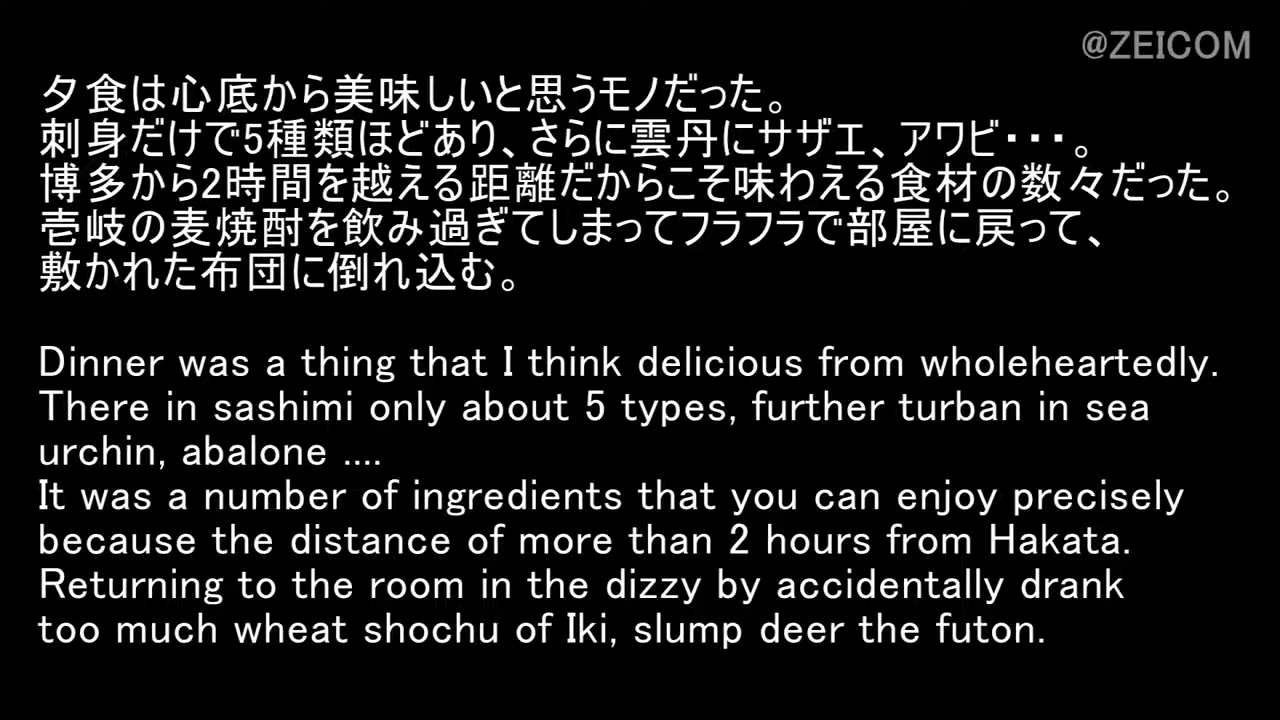 @ZEICOM
夕食は心底から美味しいと思うモノだった。
刺身だけで5種類ほどあり、さらに雲丹にサザエ、アワビ・・・。
博多から2時間を越える距離だからこそ味わえる食材の数々だった。
壱岐の麦焼酎を飲み過ぎてしまってフラフラで部屋に戻って、
敷かれた布団に倒れ込む。
Dinner was a thing that I think delicious from wholeheartedly.
There in sashimi only about 5 types, further turban in sea
urchin, abalone ....
It was a number of ingredients that you can enjoy precisely
because the distance of more than 2 hours from Hakata.
Returning to the room in the dizzy by accidentally drank
too much wheat shochu of Iki, slump deer the futon.